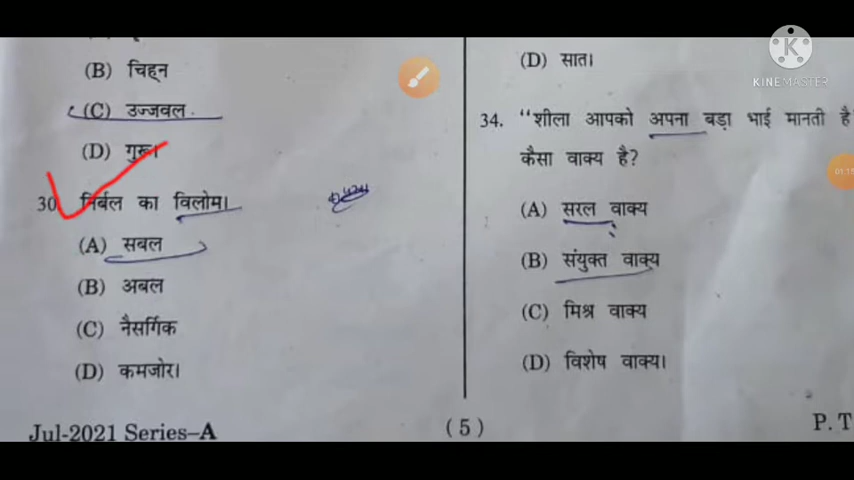 (B) चिह्न
(C) उज्जवल
(D) गुरू।
30. निर्बल का विलोम।
(A) सबल
(B) अबल
(C) नैसर्गिक
(D) कमजोर।
Jul-2021 Series–A
(5)
(D) सात।
34. “शीला आपको अपना बड़ा भाई मानती है
कैसा वाक्य है?
(A) सरल वाक्य
(B) संयुक्त वाक्य
(C) मिश्र वाक्य
(D) विशेष वाक्य।
P. T
K
KINEMASTER